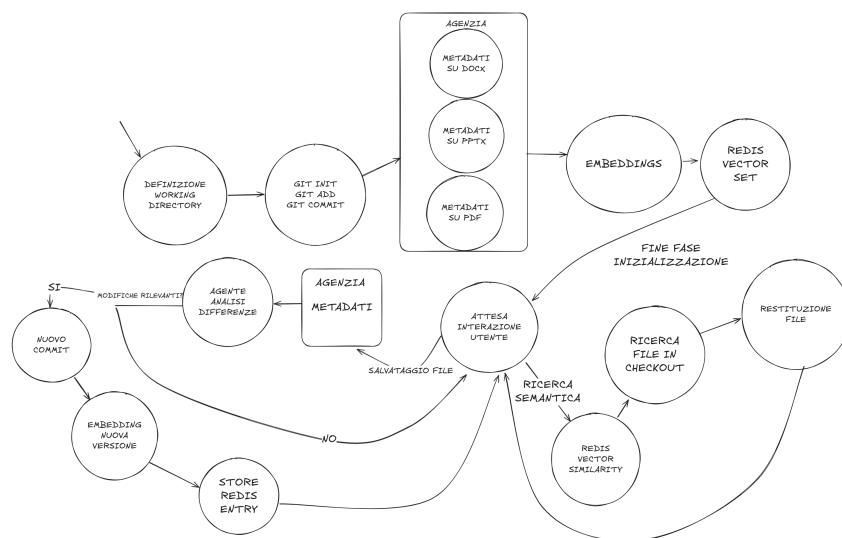 AGENZIA
METADATI
SU DOCX
METADATI
SU PPTX
METADATI
SU PDF
DEFINIZIONE
WORKING
DIRECTORY
GIT INIT
GIT ADD
GIT COMMIT
EMBEDDINGS
REDIS
VECTOR
SET
FINE FASE
INIZIALIZZAZIONE
ATTESA
INTERAZIONE
UTENTE
SALVATAGGIO FILE
AGENZIA
METADATI
AGENTE
ANALISI
DIFFERENZE
MODIFICHE RILEVANTI?
SI
NUOVO
COMMIT
EMBEDDING
NUOVA
VERSIONE
STORE
REDIS
ENTRY
NO
RICERCA
SEMANTICA
REDIS
VECTOR
SIMILARITY
RICERCA
FILE IN
CHECKOUT
RESTITUZIONE
FILE